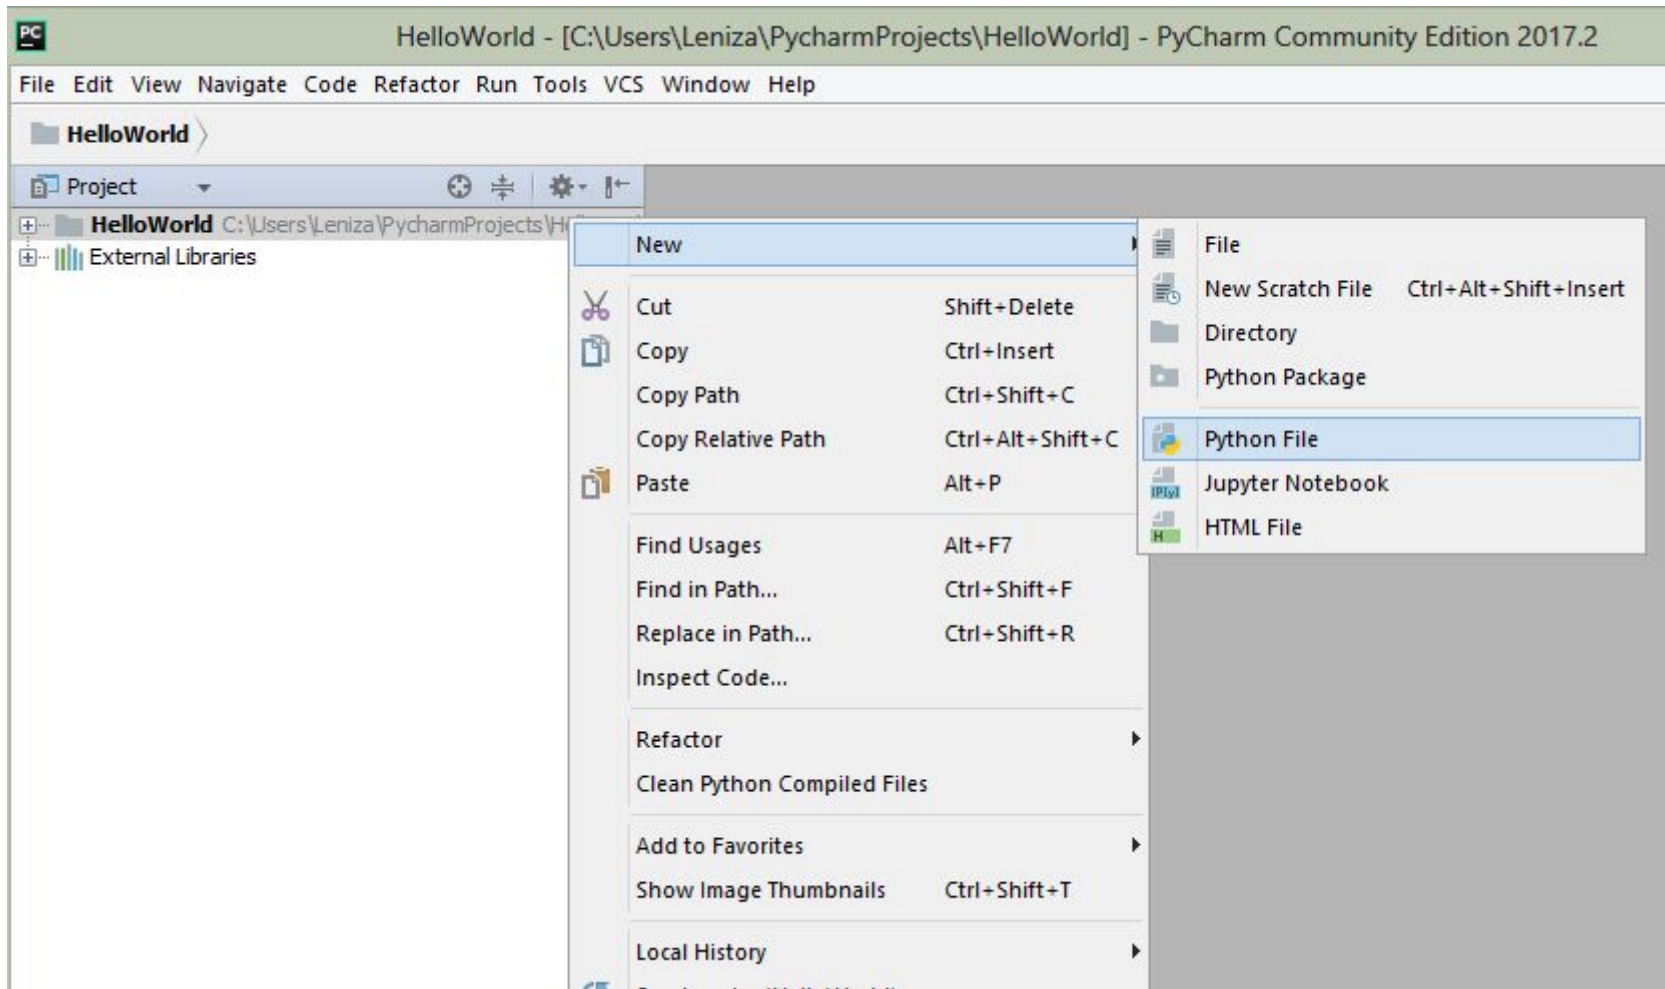 PC HelloWorld - [C:\Users\Leniza\PycharmProjects\HelloWorld] - PyCharm Community Edition 2017.2
File Edit View Navigate Code Refactor Run Tools VCS Window Help
HelloWorld
Project
HelloWorld C:\Users\Leniza\PycharmProjects\
External Libraries
New
Cut Shift+Delete
Copy Ctrl+Insert
Copy Path Ctrl+Shift+C
Copy Relative Path Ctrl+Alt+Shift+C
Paste Alt+P
Find Usages Alt+F7
Find in Path... Ctrl+Shift+F
Replace in Path... Ctrl+Shift+R
Inspect Code...
Refactor
Clean Python Compiled Files
Add to Favorites
Show Image Thumbnails Ctrl+Shift+T
Local History
File
New Scratch File Ctrl+Alt+Shift+Insert
Directory
Python Package
Python File
Jupyter Notebook
HTML File